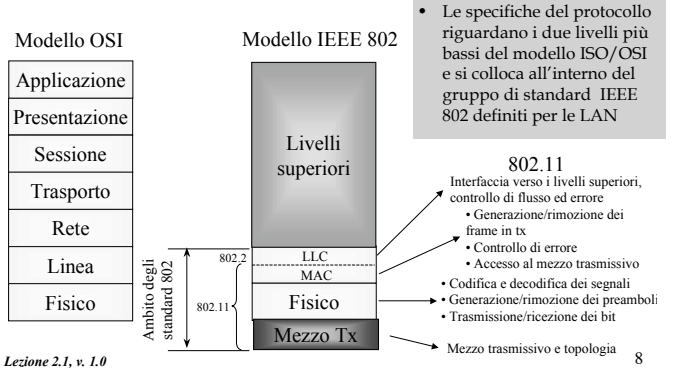 • Le specifiche del protocollo
riguardano i due livelli più
bassi del modello ISO/OSI
e si colloca all'interno del
gruppo di standard IEEE
802 definiti per le LAN
Modello OSI
Applicazione
Presentazione
Sessione
Trasporto
Rete
Linea
Fisico
Modello IEEE 802
Livelli
superiori
802.2
LLC
MAC
802.11
Fisico
Mezzo Tx
Ambito degli
standard 802
802.11
Interfaccia verso i livelli superiori,
controllo di flusso ed errore
• Generazione/rimozione dei
frame in tx
• Controllo di errore
• Accesso al mezzo trasmissivo
• Codifica e decodifica dei segnali
• Generazione/rimozione dei preamboli
• Trasmissione/ricezione dei bit
Mezzo trasmissivo e topologia
Lezione 2.1, v. 1.0
8